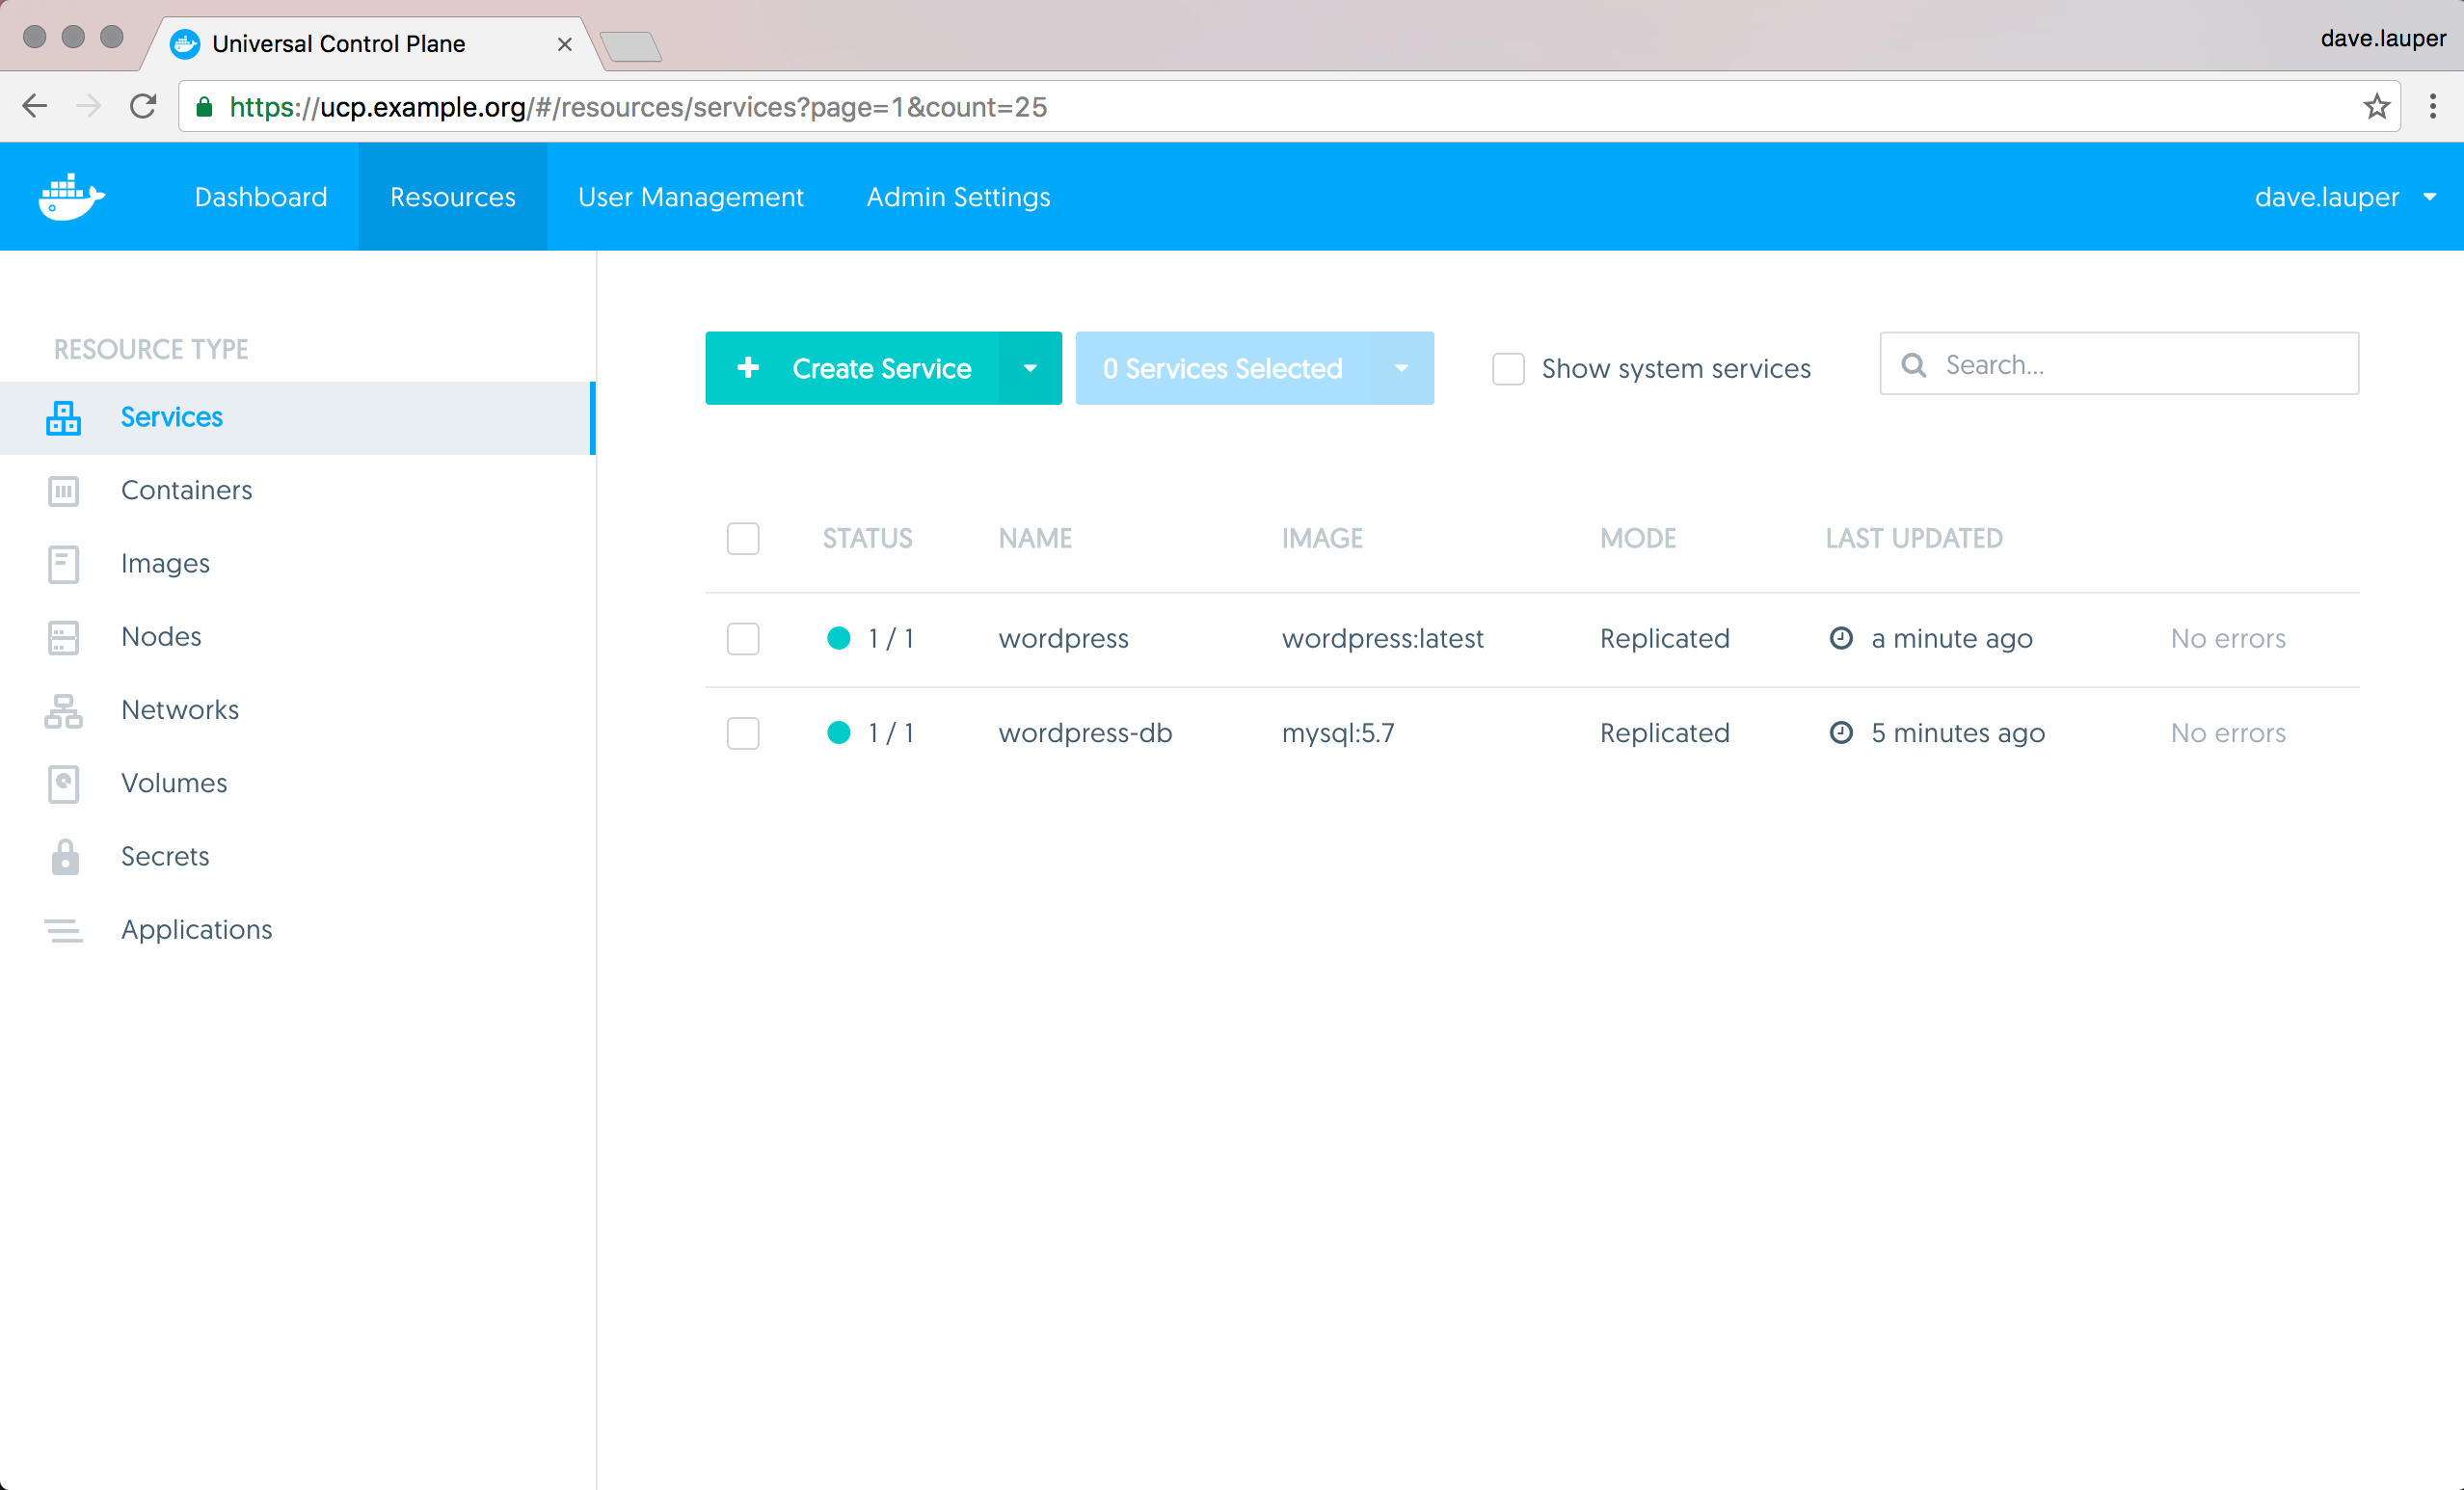 Universal Control Plane
dave.lauper
https://ucp.example.org/#/resources/services?page=1&count=25
Dashboard Resources User Management Admin Settings dave.lauper
RESOURCE TYPE
Services
Containers
Images
Nodes
Networks
Volumes
Secrets
Applications
Create Service 0 Services Selected Show system services Search...
STATUS NAME IMAGE MODE LAST UPDATED
1 / 1 wordpress wordpress:latest Replicated a minute ago No errors
1 / 1 wordpress-db mysql:5.7 Replicated 5 minutes ago No errors